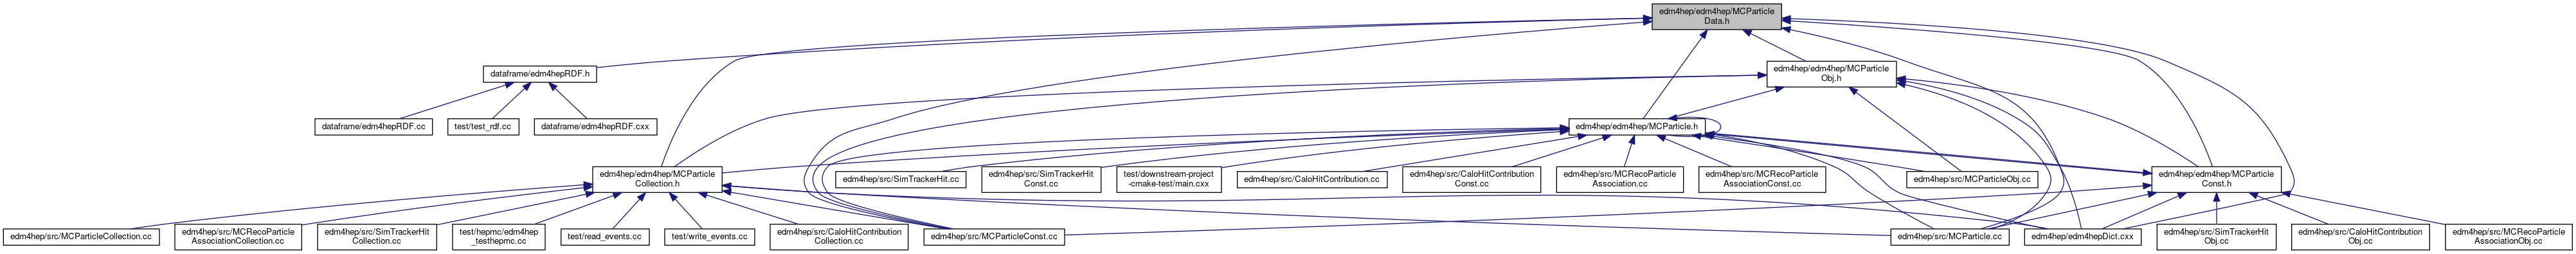 edm4hep/edm4hep/MCParticle
Data.h
dataframe/edm4hepRDF.h
edm4hep/edm4hep/MCParticle
Obj.h
dataframe/edm4hepRDF.cc
test/test_rdf.cc
dataframe/edm4hepRDF.cxx
edm4hep/edm4hep/MCParticle.h
edm4hep/edm4hep/MCParticle
Collection.h
edm4hep/src/SimTrackerHit.cc
edm4hep/src/SimTrackerHit
Const.cc
test/downstream-project
-cmake-test/main.cxx
edm4hep/src/CaloHitContribution.cc
edm4hep/src/CaloHitContribution
Const.cc
edm4hep/src/MCRecoParticle
Association.cc
edm4hep/src/MCRecoParticle
AssociationConst.cc
edm4hep/src/MCParticleObj.cc
edm4hep/edm4hep/MCParticle
Const.h
edm4hep/src/MCParticleCollection.cc
edm4hep/src/MCRecoParticle
AssociationCollection.cc
edm4hep/src/SimTrackerHit
Collection.cc
test/hepmc/edm4hep
_testhepmc.cc
test/read_events.cc
test/write_events.cc
edm4hep/src/CaloHitContribution
Collection.cc
edm4hep/src/MCParticleConst.cc
edm4hep/src/MCParticle.cc
edm4hep/edm4hepDict.cxx
edm4hep/src/SimTrackerHit
Obj.cc
edm4hep/src/CaloHitContribution
Obj.cc
edm4hep/src/MCRecoParticle
AssociationObj.cc